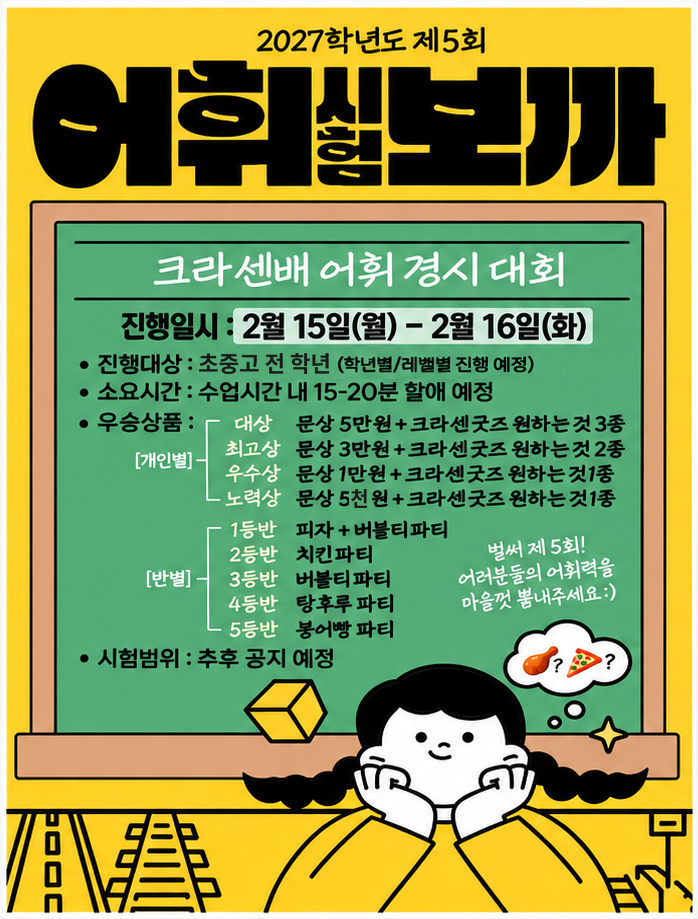 2027학년도 제5회
어휘시험보까
크라센배 어휘 경시 대회
진행일시 : 2월 15일(월) - 2월 16일(화)
• 진행대상 : 초중고 전 학년 (학년별/레벨별 진행 예정)
• 소요시간 : 수업시간 내 15-20분 할애 예정
• 우승상품 :
[개인별]
대상 문상 5만원 + 크라센굿즈 원하는것 3종
최고상 문상 3만원 + 크라센굿즈 원하는것 2종
우수상 문상 1만원 + 크라센굿즈 원하는것 1종
노력상 문상 5천원 + 크라센굿즈 원하는것 1종
[반별]
1등반 피자 + 버블티파티
2등반 치킨파티
3등반 버블티파티
4등반 탕후루 파티
5등반 붕어빵 파티
벌써 제 5회!
어러분들의 어휘력을
마을껏 뽐내주세요:)
• 시험범위 : 추후 공지 예정
? ?